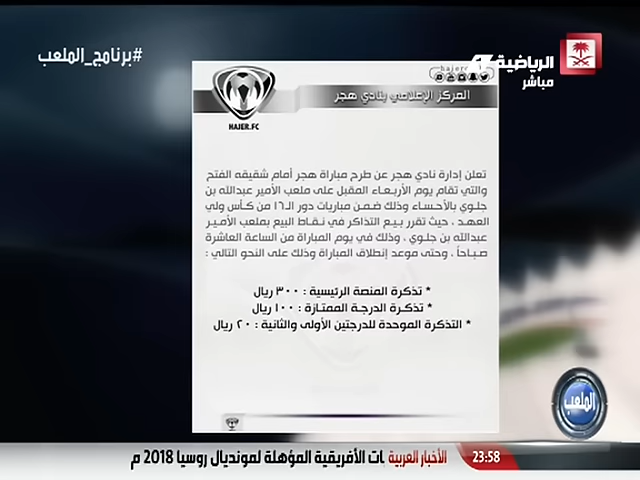 #برنامج_الملعب
الرياضية
مباشر
hajer
المركز الإعلامي بنادي هجر
HAJER.FC
تعلن إدارة نادي هجر عن طرح مباراة هجر أمام شقيقه الفتح
والتي تقام يوم الأربعاء المقبل على ملعب الأمير عبدالله بن
جلوي بالأحساء وذلك ضمن مباريات دور الـ١٦ من كأس ولي
العهد ، حيث تقرر بيع التذاكر في نقاط البيع بملعب الأمير
عبدالله بن جلوي ، وذلك في يوم المباراة من الساعة العاشرة
صباحاً ، وحتى موعد إنطلاق المباراة وذلك على النحو التالي :
* تذكرة المنصة الرئيسية : ٣٠٠ ريال
* تذكرة الدرجة الممتازة : ١٠٠ ريال
* التذكرة الموحدة للدرجتين الأولى والثانية : ٢٠ ريال
الملعب
23:58
الأخبار العربية
ـات الأفريقية المؤهلة لمونديال روسيا 2018 م